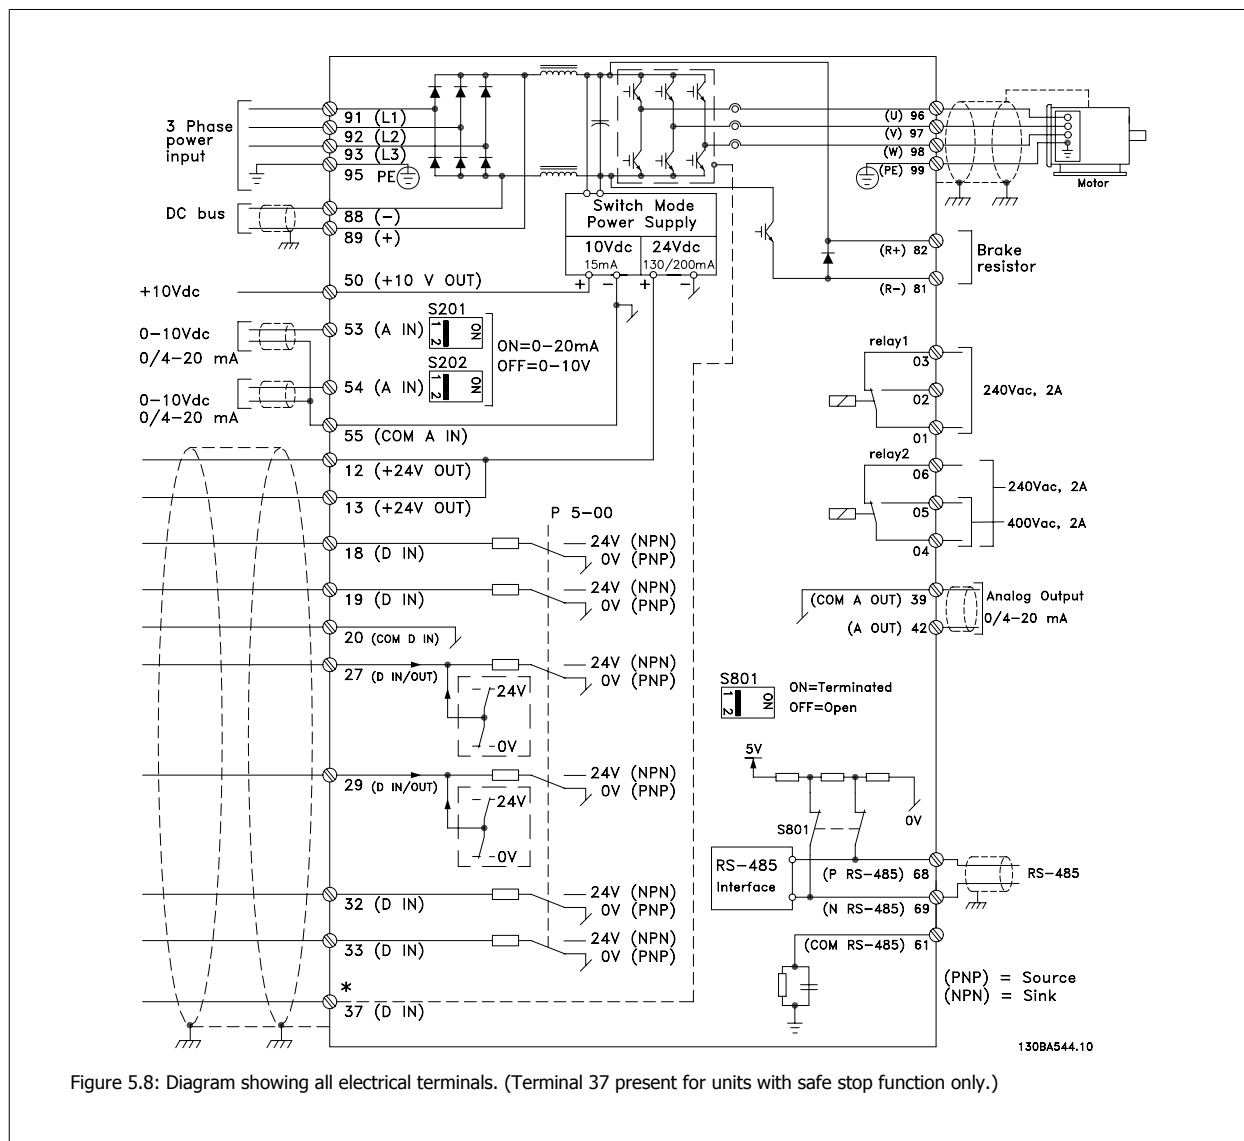 3 Phase
power
input
91 (L1)
92 (L2)
93 (L3)
95 PE
DC bus
88 (-)
89 (+)
Switch Mode
Power Supply
10Vdc
15mA
24Vdc
130/200mA
+ - + -
(U) 96
(V) 97
(W) 98
(PE) 99
Motor
(R+) 82
(R-) 81
Brake
resistor
+10Vdc
50 (+10 V OUT)
0-10Vdc
0/4-20 mA
53 (A IN)
S201
1 2
ON
ON=0-20mA
OFF=0-10V
S202
1 2
ON
0-10Vdc
0/4-20 mA
54 (A IN)
55 (COM A IN)
12 (+24V OUT)
13 (+24V OUT)
P 5-00
18 (D IN)
24V (NPN)
0V (PNP)
19 (D IN)
24V (NPN)
0V (PNP)
20 (COM D IN)
27 (D IN/OUT)
24V (NPN)
0V (PNP)
24V
0V
29 (D IN/OUT)
24V (NPN)
0V (PNP)
24V
0V
32 (D IN)
24V (NPN)
0V (PNP)
33 (D IN)
24V (NPN)
0V (PNP)
*
37 (D IN)
relay1
03
02
01
240Vac, 2A
relay2
06
05
04
240Vac, 2A
400Vac, 2A
(COM A OUT) 39
(A OUT) 42
Analog Output
0/4-20 mA
S801
1 2
ON
ON=Terminated
OFF=Open
5V
0V
S801
RS-485
Interface
(P RS-485) 68
(N RS-485) 69
RS-485
(COM RS-485) 61
(PNP) = Source
(NPN) = Sink
130BA544.10
Figure 5.8: Diagram showing all electrical terminals. (Terminal 37 present for units with safe stop function only.)